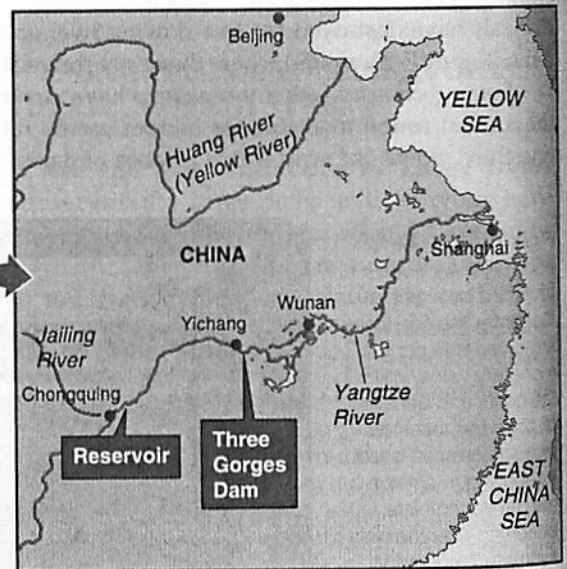 Beijing
YELLOW
SEA
Huang River
(Yellow River)
CHINA
Shanghai
Wunan
Yichang
Jailing
River
Chongquing
Yangtze
River
Reservoir
Three
Gorges
Dam
EAST
CHINA
SEA